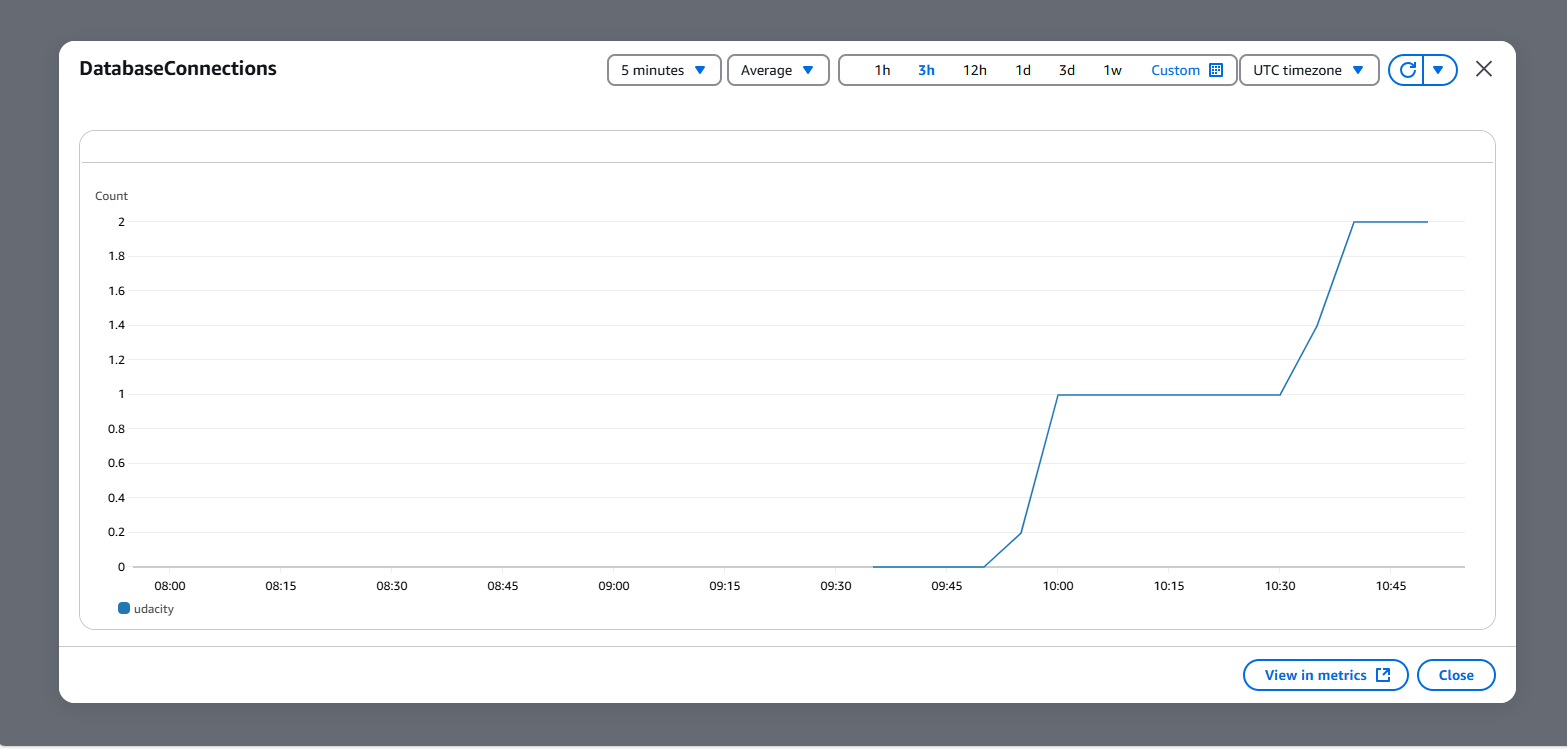 DatabaseConnections
5 minutes Average 1h 3h 12h 1d 3d 1w Custom UTC timezone
Count
2
1.8
1.6
1.4
1.2
1
0.8
0.6
0.4
0.2
0
08:00 08:15 08:30 08:45 09:00 09:15 09:30 09:45 10:00 10:15 10:30 10:45
udacity
View in metrics Close